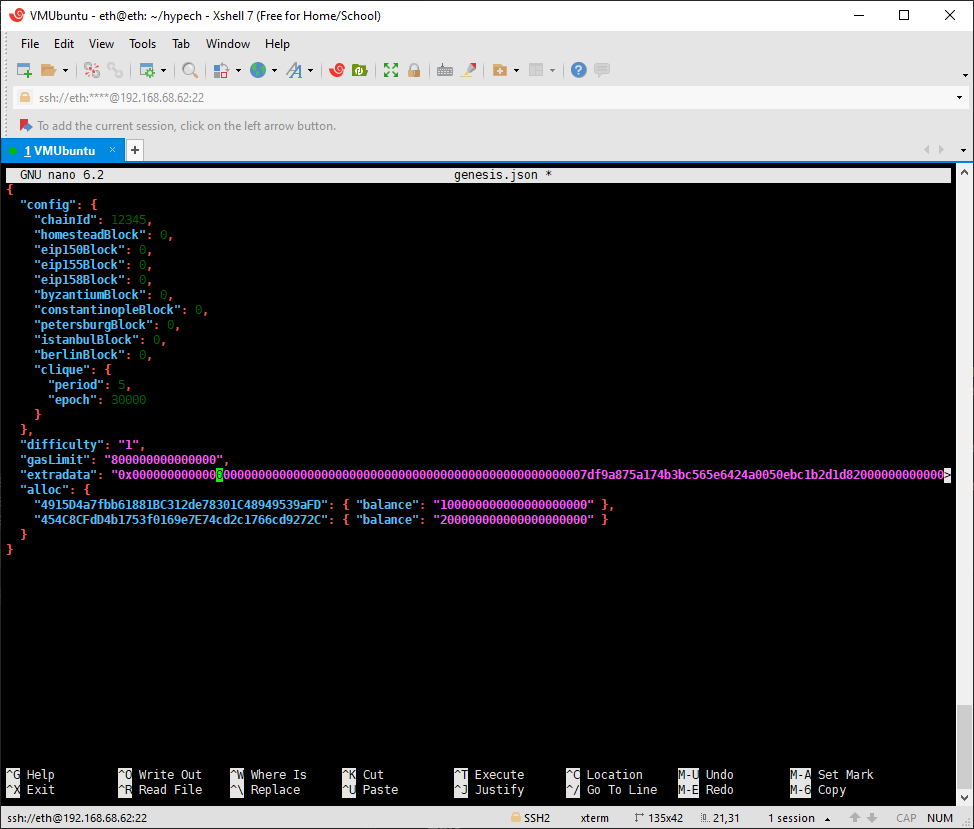 VMUbuntu - eth@eth: ~/hypech - Xshell 7 (Free for Home/School)
File Edit View Tools Tab Window Help
ssh://eth:****@192.168.68.62:22
To add the current session, click on the left arrow button.
1 VMUbuntu × +
GNU nano 6.2 genesis.json *
{
  "config": {
    "chainId": 12345,
    "homesteadBlock": 0,
    "eip150Block": 0,
    "eip155Block": 0,
    "eip158Block": 0,
    "byzantiumBlock": 0,
    "constantinopleBlock": 0,
    "petersburgBlock": 0,
    "istanbulBlock": 0,
    "berlinBlock": 0,
    "clique": {
      "period": 5,
      "epoch": 30000
    }
  },
  "difficulty": "1",
  "gasLimit": "800000000000000",
  "extradata": "0x00000000000000000000000000000000000000000000000000000000000000007df9a875a174b3bc565e6424a0050ebc1b2d1d82000000000000>
  "alloc": {
    "4915D4a7fbb61881BC312de78301C48949539aFD": { "balance": "100000000000000000000" },
    "454C8CFdD4b1753f0169e7E74cd2c1766cd9272C": { "balance": "200000000000000000000" }
  }
}
^G Help ^O Write Out ^W Where Is ^K Cut ^T Execute ^C Location M-U Undo M-A Set Mark
^X Exit ^R Read File ^\ Replace ^U Paste ^J Justify ^/ Go To Line M-E Redo M-6 Copy
ssh://eth@192.168.68.62:22 SSH2 xterm 135x42 21,31 1 session CAP NUM